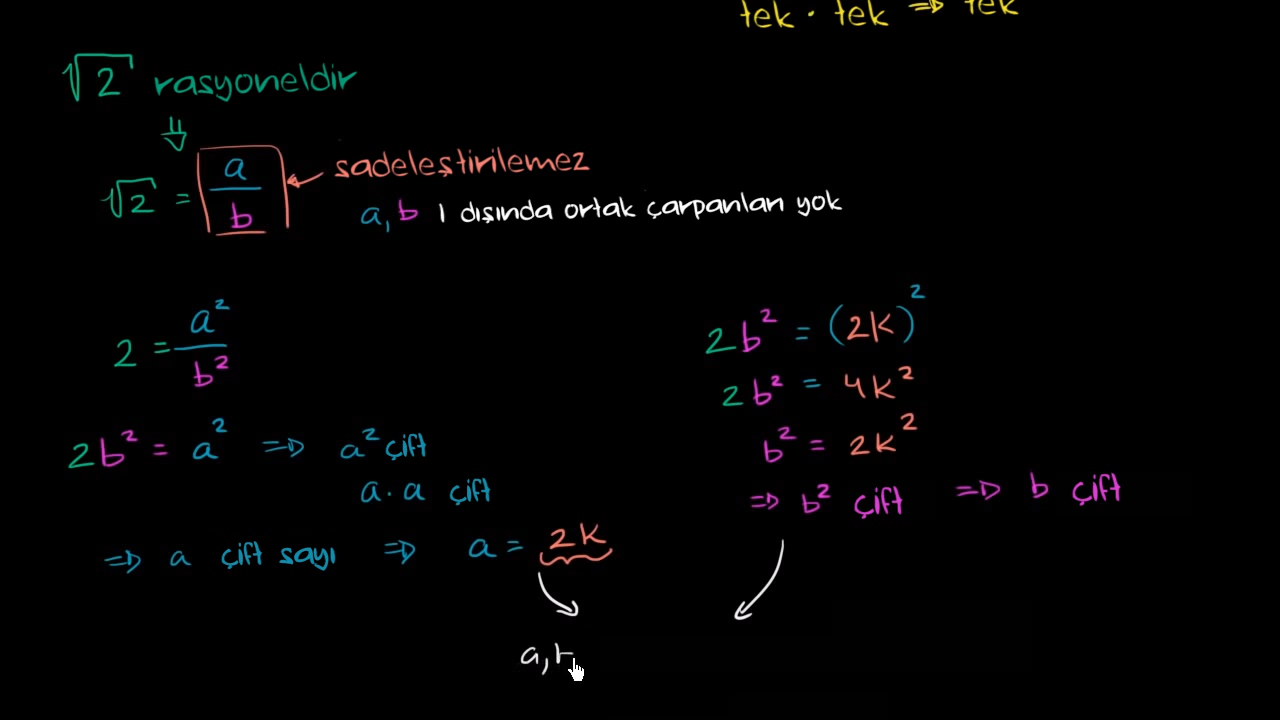 tek · tek ⇒ tek
√2 rasyoneldir
⇓
√2 = a/b ← sadeleştirilemez
a, b 1 dışında ortak çarpanları yok
2 = a²/b²
2b² = a² ⇒ a² çift
a · a çift
⇒ a çift sayı ⇒ a = 2k
2b² = (2k)²
2b² = 4k²
b² = 2k²
⇒ b² çift ⇒ b çift
a,